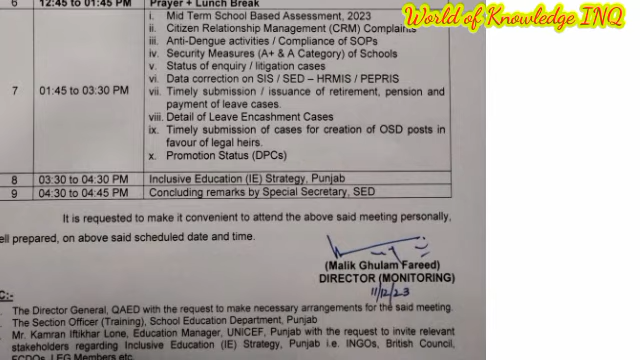 World of Knowledge INQ
6 12:45 to 01:45 PM Prayer + Lunch Break
7 01:45 to 03:30 PM
i. Mid Term School Based Assessment, 2023
ii. Citizen Relationship Management (CRM) Complaints
iii. Anti-Dengue activities / Compliance of SOPs
iv. Security Measures (A+ & A Category) of Schools
v. Status of enquiry / litigation cases
vi. Data correction on SIS / SED – HRMIS / PEPRIS
vii. Timely submission / issuance of retirement, pension and
payment of leave cases.
viii. Detail of Leave Encashment Cases
ix. Timely submission of cases for creation of OSD posts in
favour of legal heirs.
x. Promotion Status (DPCs)
8 03:30 to 04:30 PM Inclusive Education (IE) Strategy, Punjab
9 04:30 to 04:45 PM Concluding remarks by Special Secretary, SED
It is requested to make it convenient to attend the above said meeting personally,
ell prepared, on above said scheduled date and time.
(Malik Ghulam Fareed)
DIRECTOR (MONITORING)
11/12/23
C:-
The Director General, QAED with the request to make necessary arrangements for the said meeting.
The Section Officer (Training), School Education Department, Punjab
Mr. Kamran Iftikhar Lone, Education Manager, UNICEF, Punjab with the request to invite relevant
stakeholders regarding Inclusive Education (IE) Strategy, Punjab i.e. INGOs, British Council,
FCDOs, LEG Members etc.